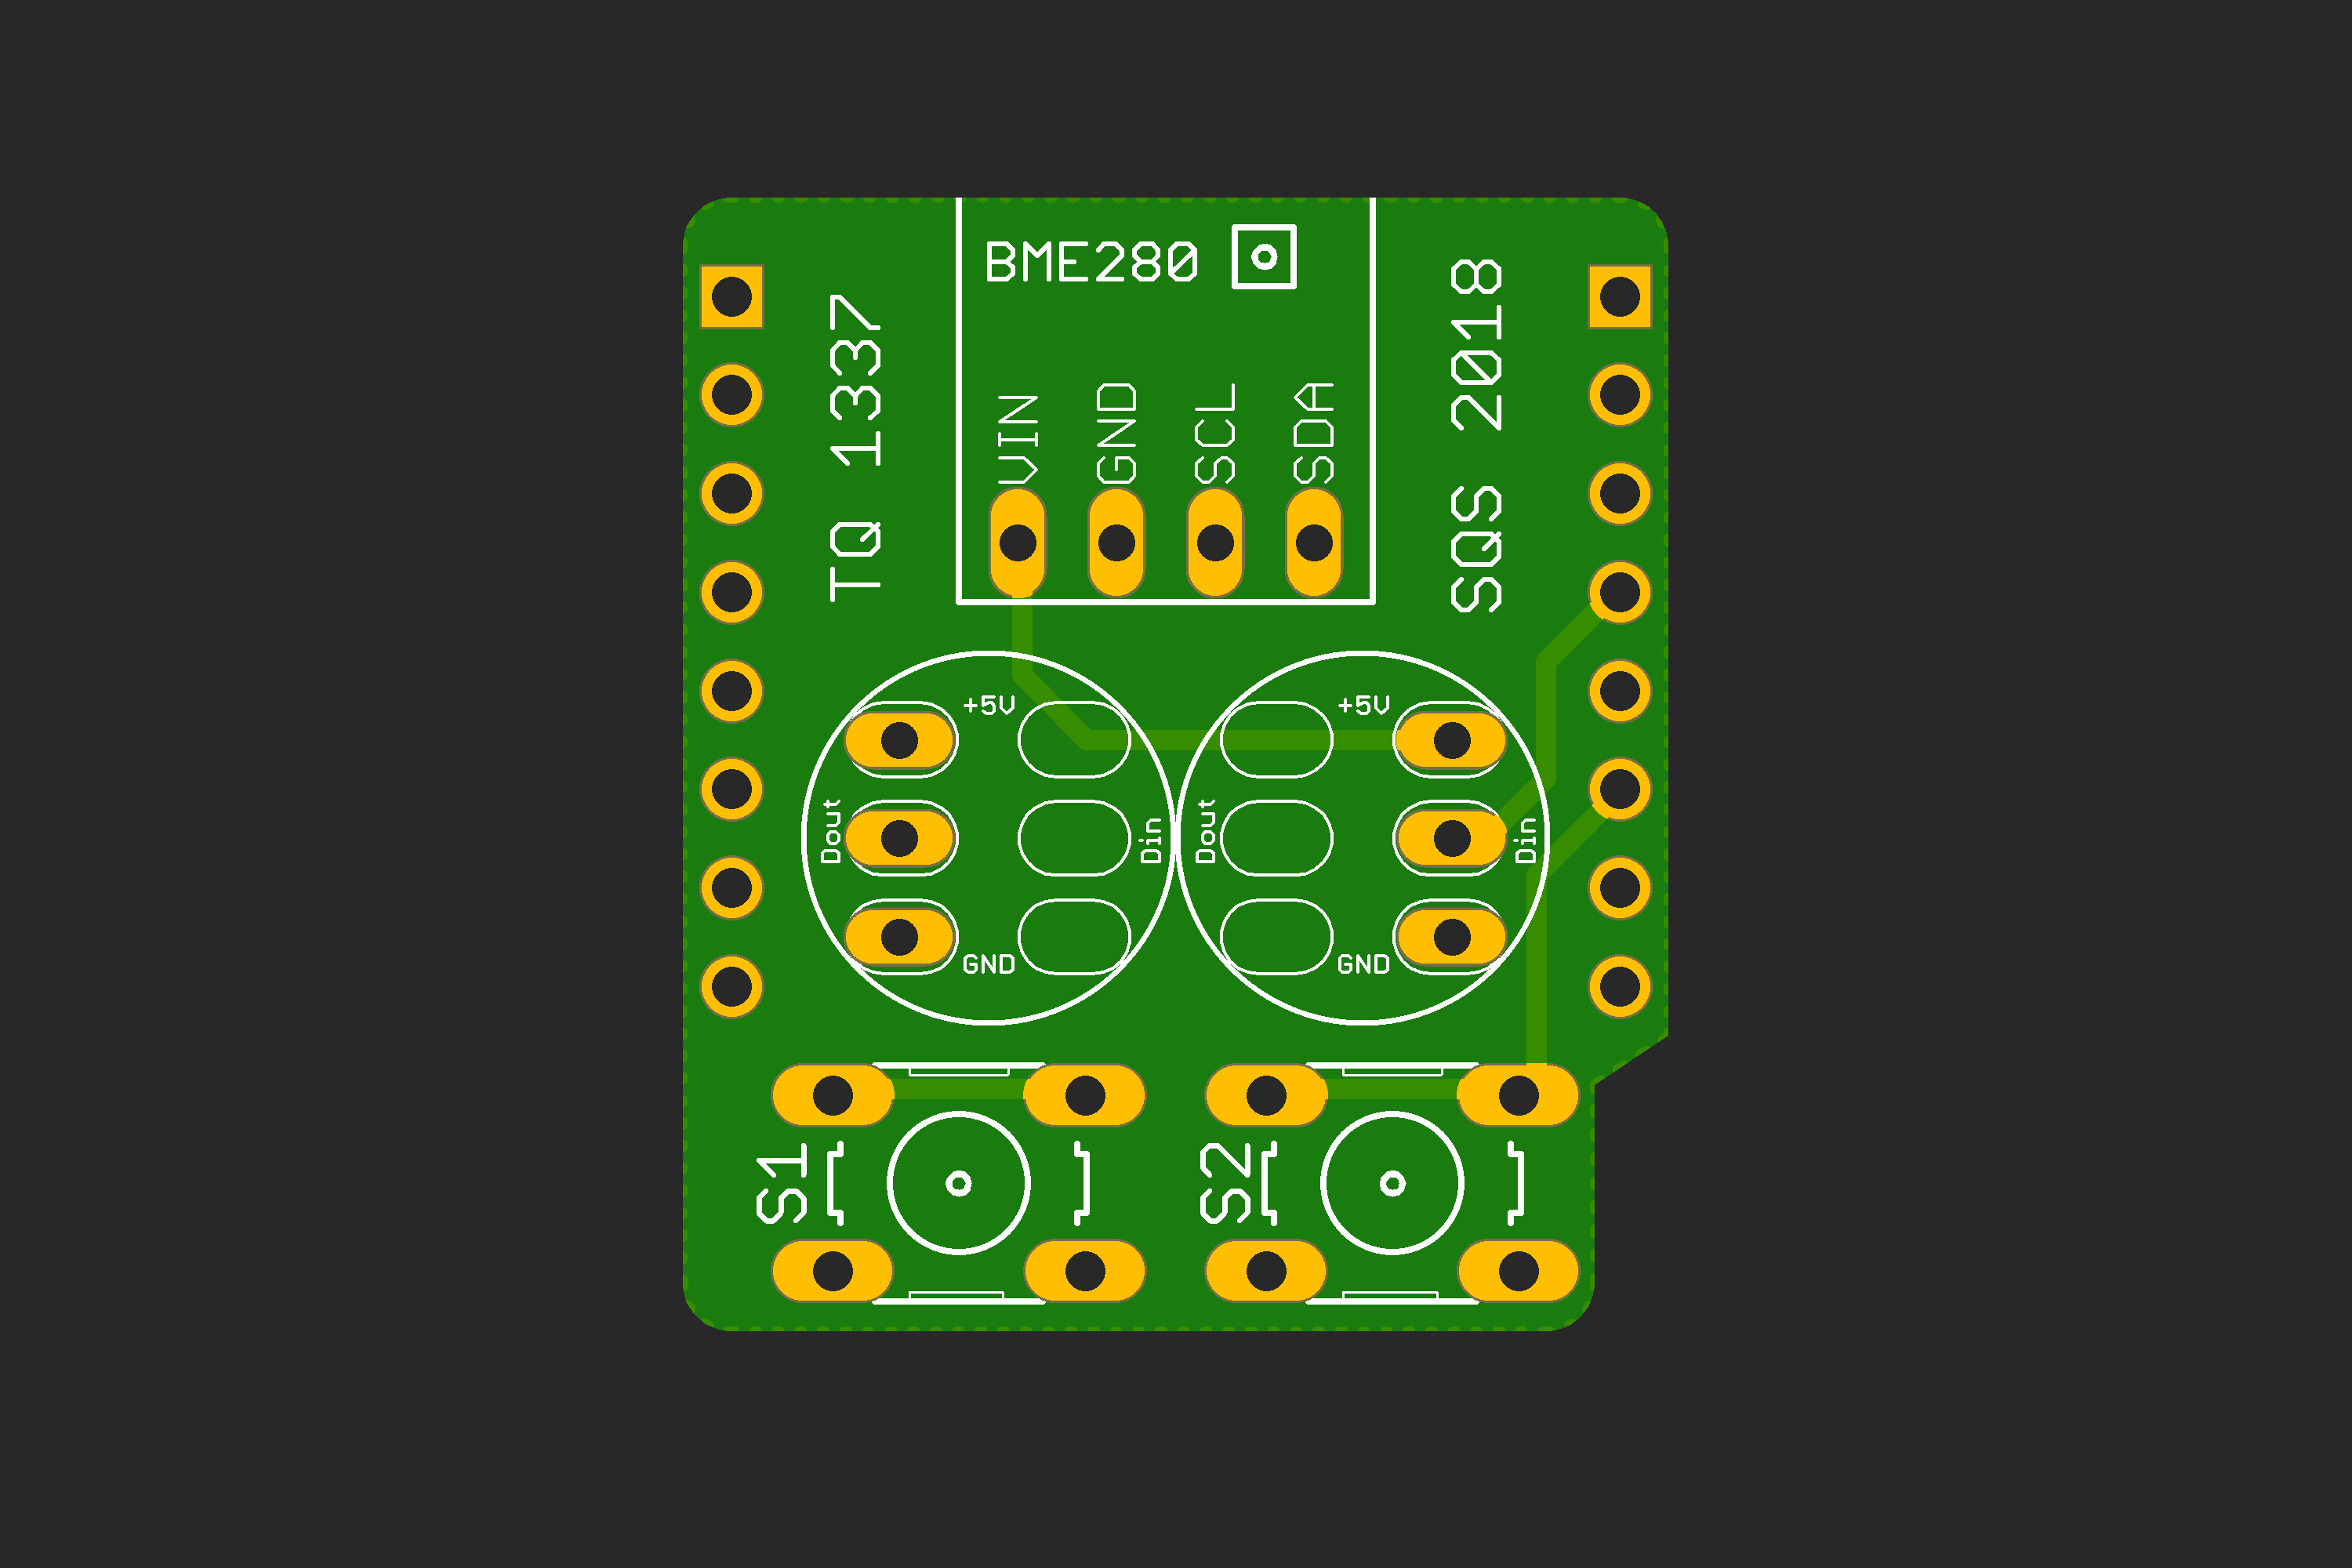 BME280
TQ 1337
SQS 2018
VIN
GND
SCL
SDA
+5V
+5V
Dout
Din
Dout
Din
GND
GND
S1
S2